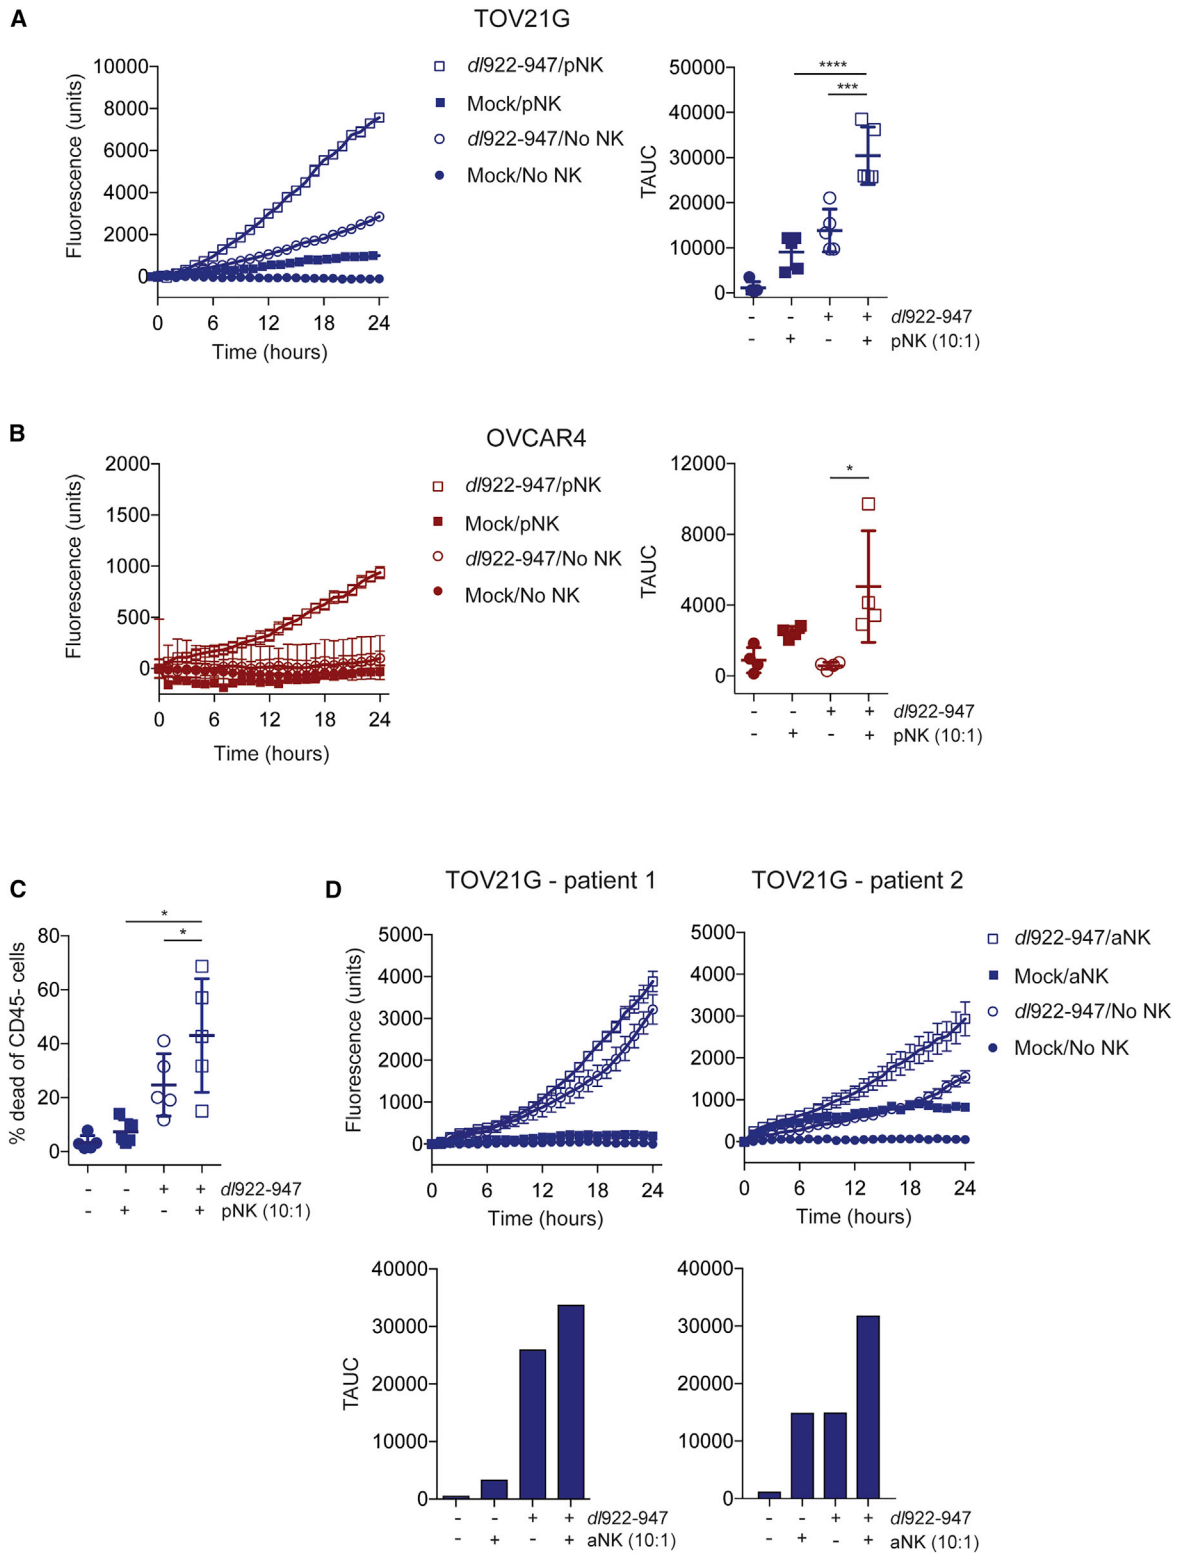 A
TOV21G
Fluorescence (units)
10000
8000
6000
4000
2000
0
0 6 12 18 24
Time (hours)
dl922-947/pNK
Mock/pNK
dl922-947/No NK
Mock/No NK
TAUC
50000
40000
30000
20000
10000
0
****
***
- - + + dl922-947
- + - + pNK (10:1)
B
OVCAR4
Fluorescence (units)
2000
1500
1000
500
0
0 6 12 18 24
Time (hours)
dl922-947/pNK
Mock/pNK
dl922-947/No NK
Mock/No NK
TAUC
12000
8000
4000
0
*
- - + + dl922-947
- + - + pNK (10:1)
C
% dead of CD45- cells
80
60
40
20
0
*
*
- - + + dl922-947
- + - + pNK (10:1)
D
TOV21G - patient 1
Fluorescence (units)
5000
4000
3000
2000
1000
0
0 6 12 18 24
Time (hours)
TOV21G - patient 2
5000
4000
3000
2000
1000
0
0 6 12 18 24
Time (hours)
dl922-947/aNK
Mock/aNK
dl922-947/No NK
Mock/No NK
TAUC
40000
30000
20000
10000
0
- - + + dl922-947
- + - + aNK (10:1)
40000
30000
20000
10000
0
- - + + dl922-947
- + - + aNK (10:1)